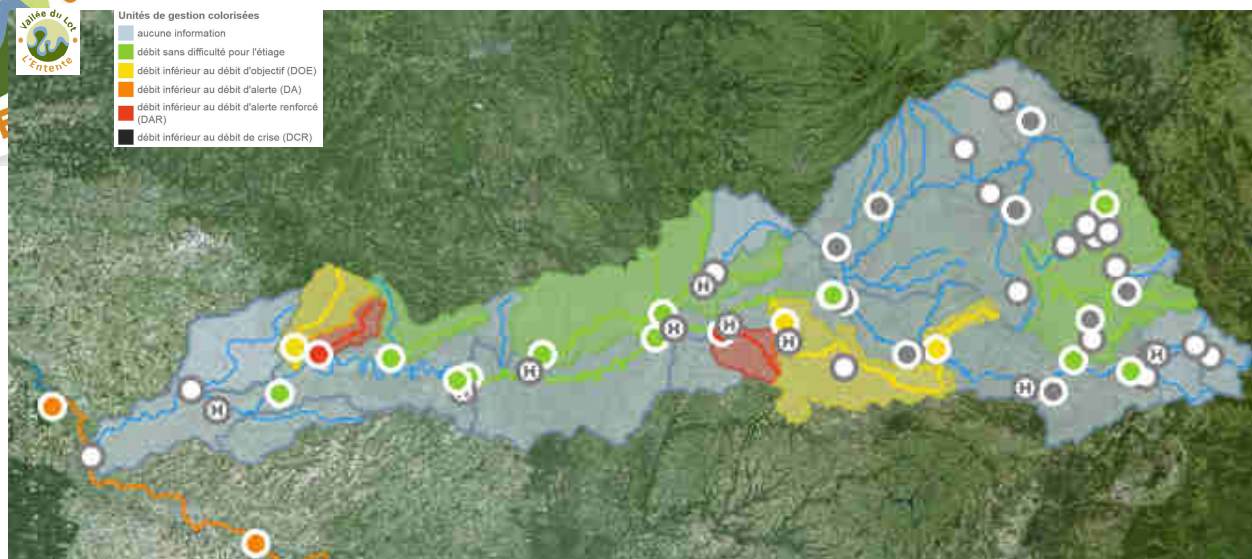 Vallée du Lot
L'Entente
Unités de gestion colorisées
aucune information
débit sans difficulté pour l'étiage
débit inférieur au débit d'objectif (DOE)
débit inférieur au débit d'alerte (DA)
débit inférieur au débit d'alerte renforcé
(DAR)
débit inférieur au débit de crise (DCR)
H
H
H
H
H
H
H
H